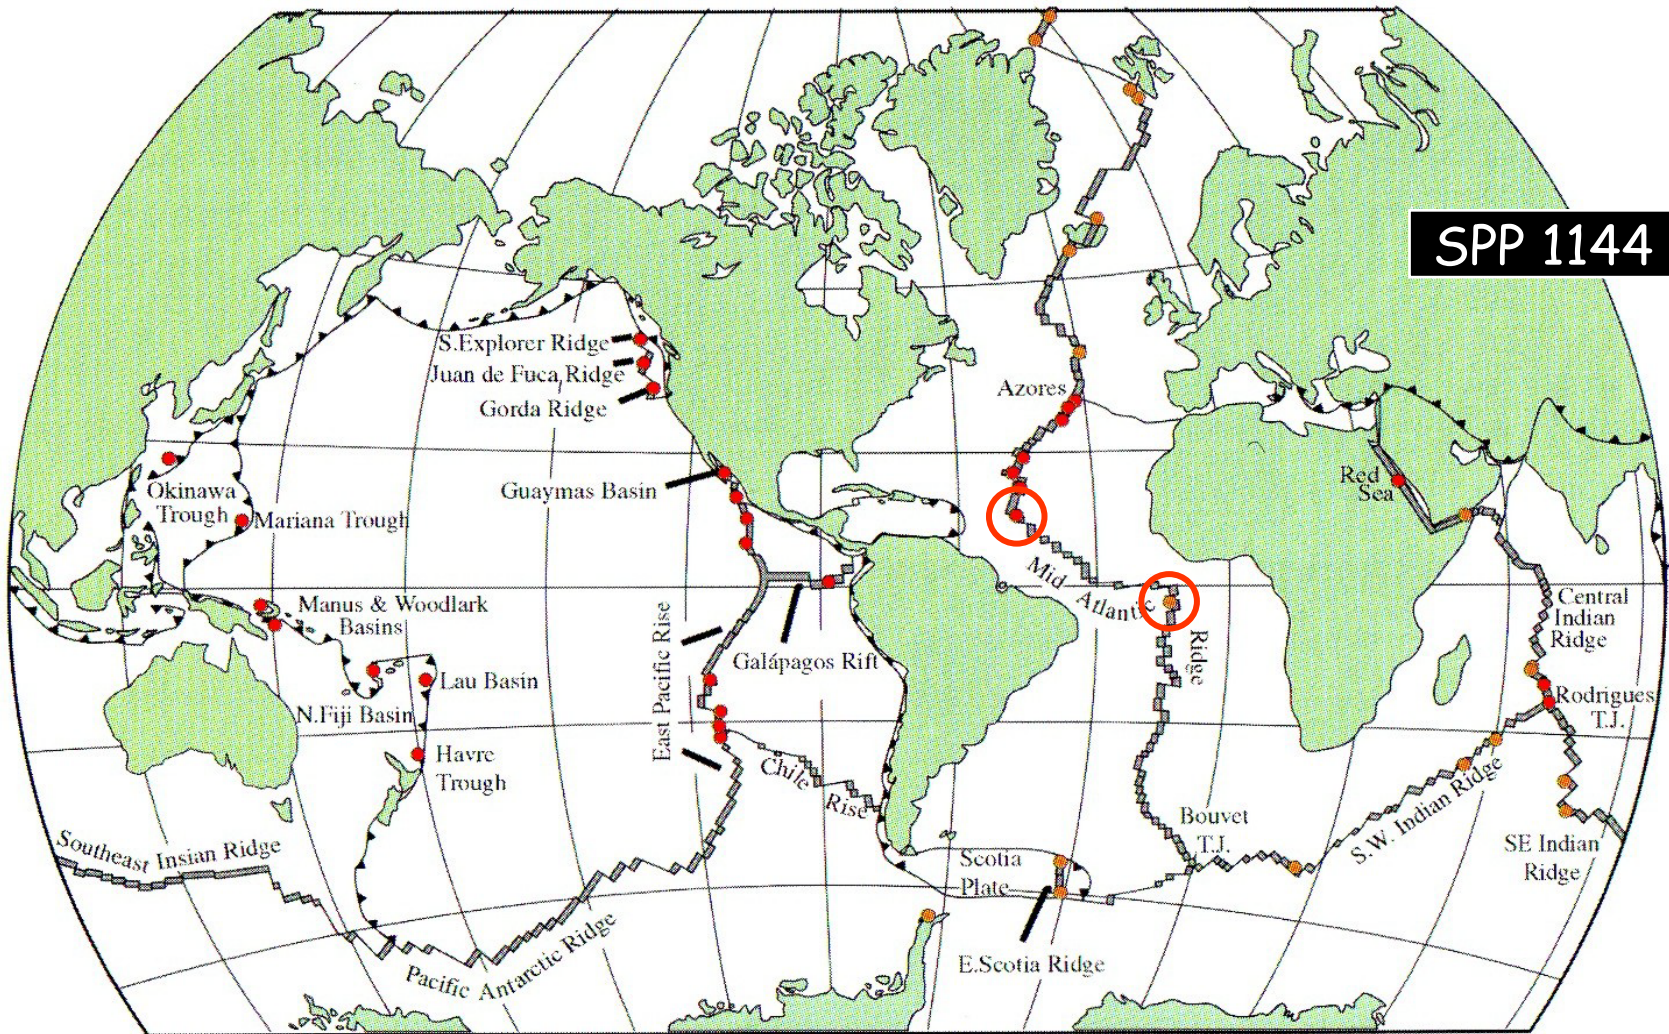 SPP 1144
S.Explorer Ridge
Juan de Fuca Ridge
Gorda Ridge
Azores
Guaymas Basin
Okinawa
Trough
Mariana Trough
Red
Sea
Manus & Woodlark
Basins
Mid Atlantic Ridge
Galápagos Rift
East Pacific Rise
Central
Indian
Ridge
Lau Basin
N.Fiji Basin
Rodrigues
T.J.
Havre
Trough
Chile Rise
Bouvet
T.J.
S.W. Indian Ridge
Southeast Insian Ridge
Scotia
Plate
SE Indian
Ridge
E.Scotia Ridge
Pacific Antarctic Ridge